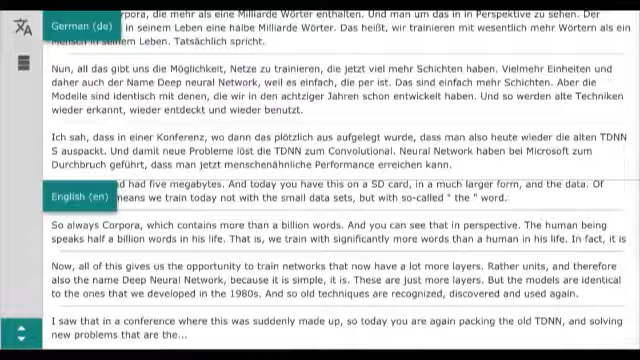 German (de)
Corpora, die mehr als eine Milliarde Wörter enthalten. Und man um das in in Perspektive zu sehen. Der
in seinem Leben eine halbe Milliarde Wörter. Das heißt, wir trainieren mit wesentlich mehr Wörtern als ein
Mensch in seinem Leben. Tatsächlich spricht.
Nun, all das gibt uns die Möglichkeit, Netze zu trainieren, die jetzt viel mehr Schichten haben. Vielmehr Einheiten und
daher auch der Name Deep neural Network, weil es einfach, die per ist. Das sind einfach mehr Schichten. Aber die
Modelle sind identisch mit denen, die wir in den achtziger Jahren schon entwickelt haben. Und so werden alte Techniken
wieder erkannt, wieder entdeckt und wieder benutzt.
Ich sah, dass in einer Konferenz, wo dann das plötzlich aus aufgelegt wurde, dass man also heute wieder die alten TDNN
S auspackt. Und damit neue Probleme löst die TDNN zum Convolutional. Neural Network haben bei Microsoft zum
Durchbruch geführt, dass man jetzt menschenähnliche Performance erreichen kann.
English (en)
had five megabytes. And today you have this on a SD card, in a much larger form, and the data. Of
means we train today not with the small data sets, but with so-called " the " word.
So always Corpora, which contains more than a billion words. And you can see that in perspective. The human being
speaks half a billion words in his life. That is, we train with significantly more words than a human in his life. In fact, it is
Now, all of this gives us the opportunity to train networks that now have a lot more layers. Rather units, and therefore
also the name Deep Neural Network, because it is simple, it is. These are just more layers. But the models are identical
to the ones that we developed in the 1980s. And so old techniques are recognized, discovered and used again.
I saw that in a conference where this was suddenly made up, so today you are again packing the old TDNN, and solving
new problems that are the...